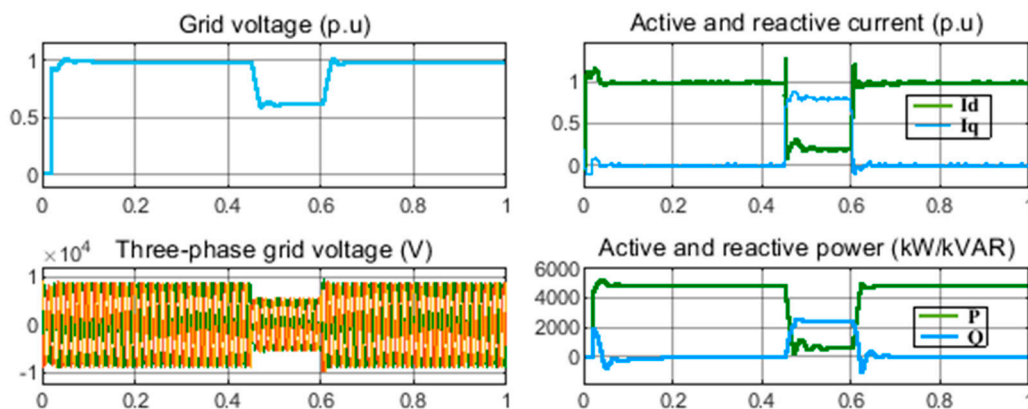 Grid voltage (p.u)
1
0.5
0
0 0.2 0.4 0.6 0.8 1
Active and reactive current (p.u)
1
0.5
0
Id
Iq
0 0.2 0.4 0.6 0.8 1
Three-phase grid voltage (V)
×10⁴
1
0
-1
0 0.2 0.4 0.6 0.8 1
Active and reactive power (kW/kVAR)
6000
4000
2000
0
P
Q
0 0.2 0.4 0.6 0.8 1